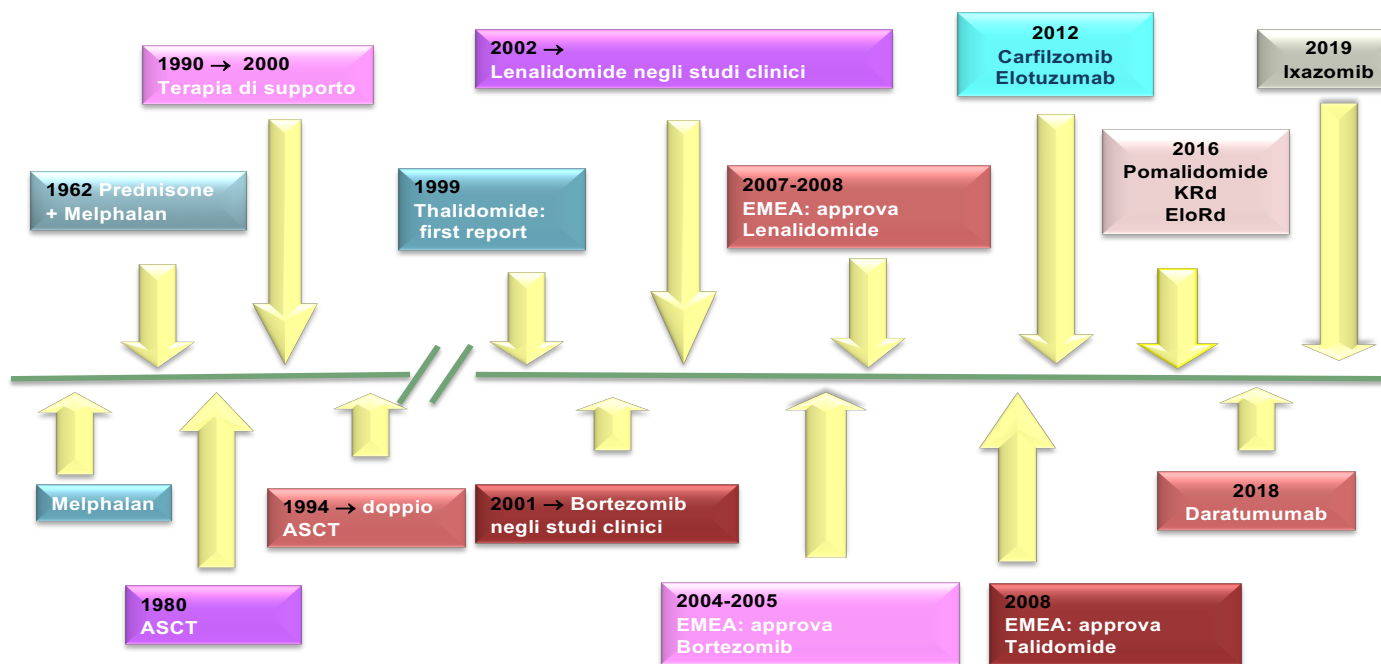 1990 → 2000
Terapia di supporto
2002 →
Lenalidomide negli studi clinici
2012
Carfilzomib
Elotuzumab
2019
Ixazomib
1962 Prednisone
+ Melphalan
1999
Thalidomide:
first report
2007-2008
EMEA: approva
Lenalidomide
2016
Pomalidomide
KRd
EloRd
Melphalan
1994 → doppio
ASCT
2001 → Bortezomib
negli studi clinici
2018
Daratumumab
1980
ASCT
2004-2005
EMEA: approva
Bortezomib
2008
EMEA: approva
Talidomide